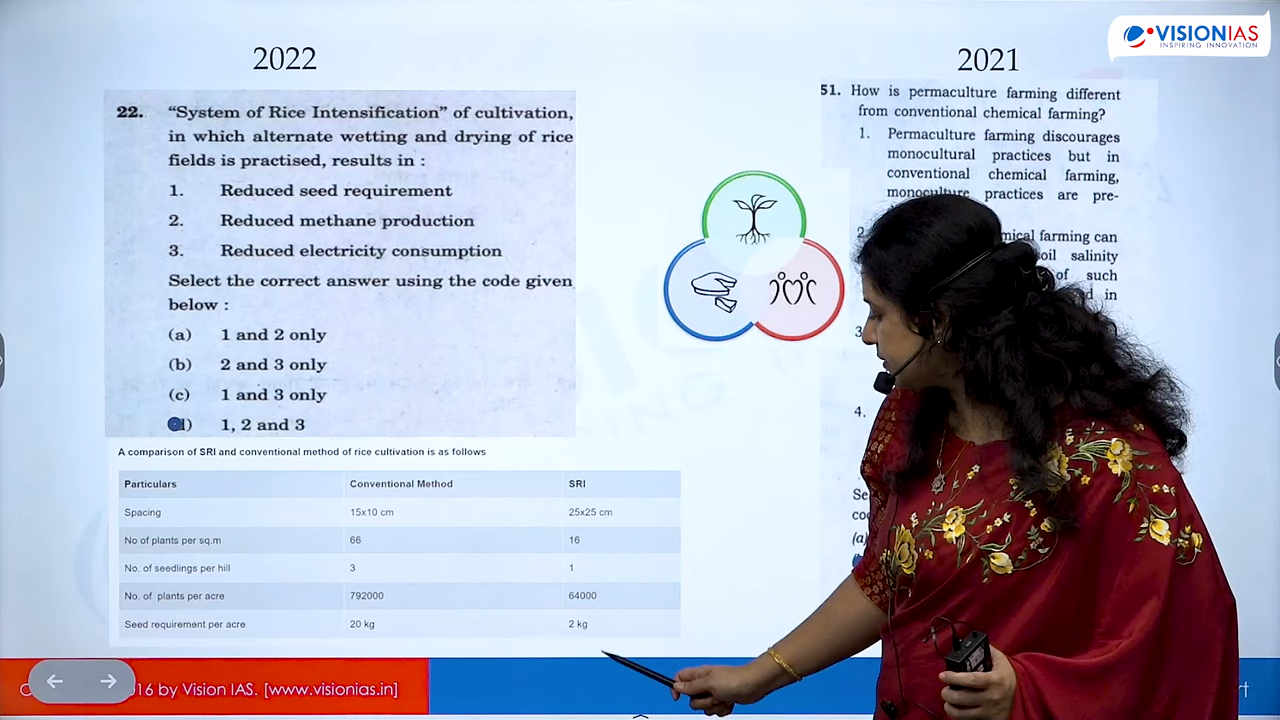 VISIONIAS
INSPIRING INNOVATION
2022
22. “System of Rice Intensification” of cultivation,
in which alternate wetting and drying of rice
fields is practised, results in :
1. Reduced seed requirement
2. Reduced methane production
3. Reduced electricity consumption
Select the correct answer using the code given
below :
(a) 1 and 2 only
(b) 2 and 3 only
(c) 1 and 3 only
1, 2 and 3
A comparison of SRI and conventional method of rice cultivation is as follows
Particulars Conventional Method SRI
Spacing 15x10 cm 25x25 cm
No of plants per sq.m 66 16
No. of seedlings per hill 3 1
No. of plants per acre 792000 64000
Seed requirement per acre 20 kg 2 kg
2021
51. How is permaculture farming different
from conventional chemical farming?
1. Permaculture farming discourages
monocultural practices but in
conventional chemical farming,
monoculture practices are pre-
2. farming can
salinity
of such
in
3.
4.
(a)
by Vision IAS. [www.visionias.in]